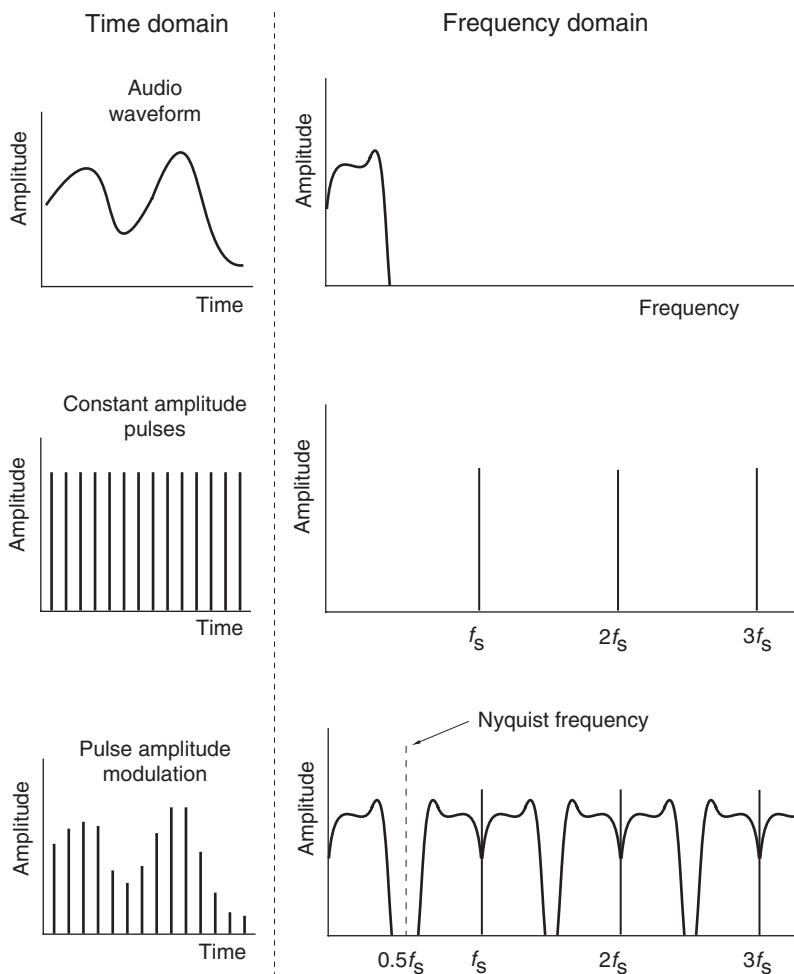 Time domain
Frequency domain
Audio
waveform
Amplitude
Time
Amplitude
Frequency
Constant amplitude
pulses
Amplitude
Time
Amplitude
fs
2fs
3fs
Pulse amplitude
modulation
Amplitude
Time
Nyquist frequency
Amplitude
0.5fs
fs
2fs
3fs